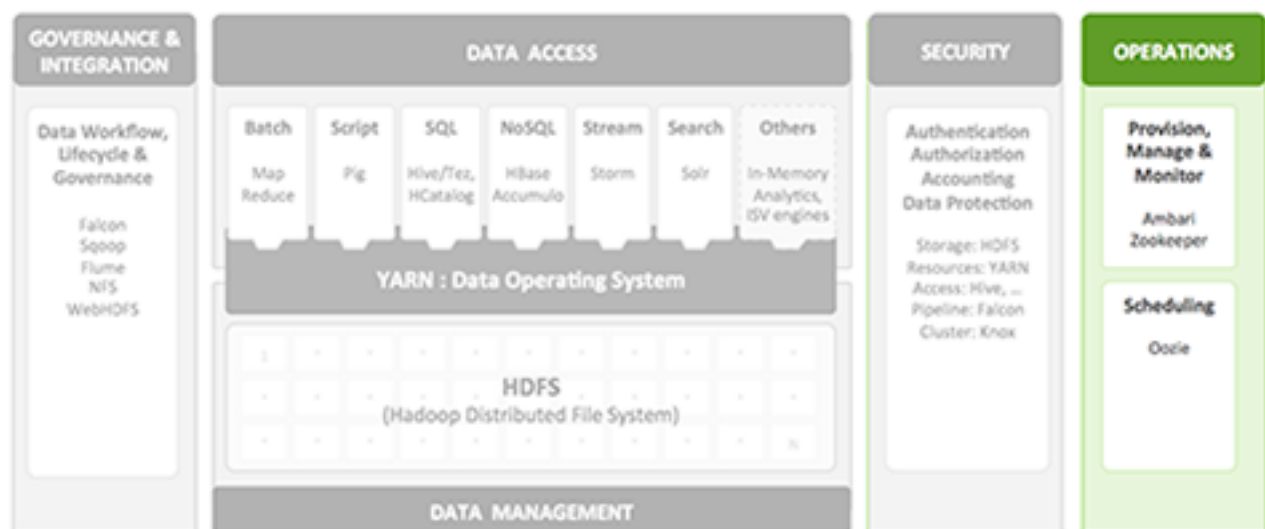 GOVERNANCE &
INTEGRATION
Data Workflow,
Lifecycle &
Governance
Falcon
Sqoop
Flume
NFS
WebHDFS
DATA ACCESS
Batch
Map
Reduce
Script
Pig
SQL
Hive/Tez,
HCatalog
NoSQL
HBase
Accumulo
Stream
Storm
Search
Solr
Others
In-Memory
Analytics,
ISV engines
YARN : Data Operating System
1
HDFS
(Hadoop Distributed File System)
N
DATA MANAGEMENT
SECURITY
Authentication
Authorization
Accounting
Data Protection
Storage: HDFS
Resources: YARN
Access: Hive, ...
Pipeline: Falcon
Cluster: Knox
OPERATIONS
Provision,
Manage &
Monitor
Ambari
Zookeeper
Scheduling
Oozie